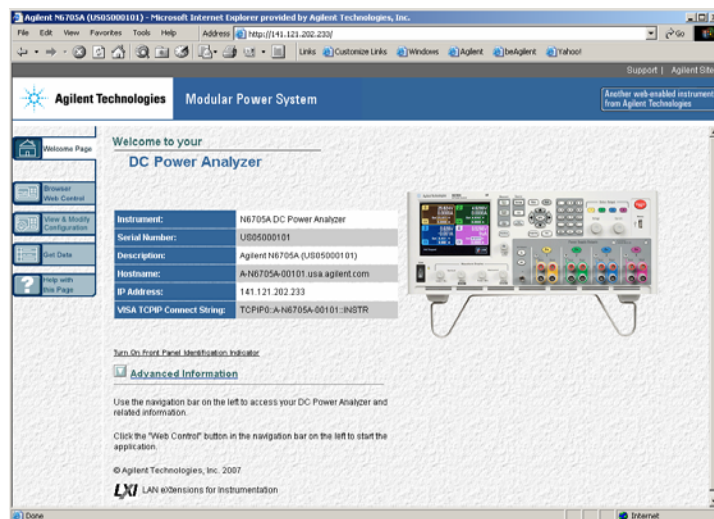 Agilent N6705A (US05000101) - Microsoft Internet Explorer provided by Agilent Technologies, Inc.
File Edit View Favorites Tools Help Address http://141.121.202.233/ Go
Links Customize Links Windows Agilent beAgilent Yahoo!
Support | Agilent Site
Agilent Technologies Modular Power System
Another web-enabled instrument
from Agilent Technologies
Welcome Page
Browser
Web Control
View & Modify
Configuration
Get Data
Help with
this Page
Welcome to your
DC Power Analyzer
Instrument: N6705A DC Power Analyzer
Serial Number: US05000101
Description: Agilent N6705A (US05000101)
Hostname: A-N6705A-00101.usa.agilent.com
IP Address: 141.121.202.233
VISA TCPIP Connect String: TCPIP0::A-N6705A-00101::INSTR
Turn On Front Panel Identification Indicator
Advanced Information
Use the navigation bar on the left to access your DC Power Analyzer and
related information.
Click the "Web Control" button in the navigation bar on the left to start the
application.
© Agilent Technologies, Inc. 2007
LXI LAN eXtensions for Instrumentation
Done Internet